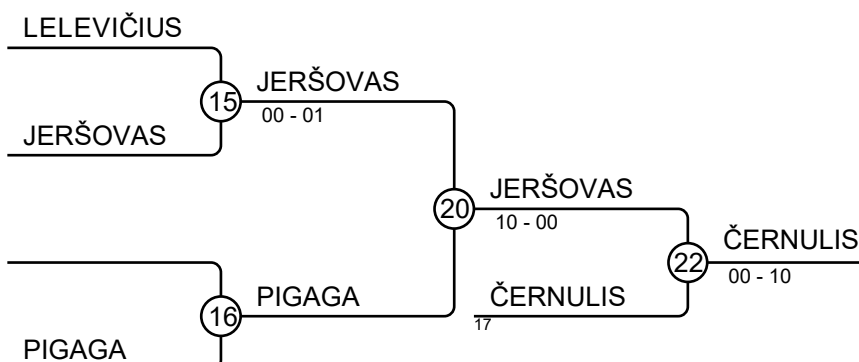 LELEVIČIUS
15
JERŠOVAS
00 - 01
JERŠOVAS
20
JERŠOVAS
10 - 00
22
ČERNULIS
00 - 10
16
PIGAGA
ČERNULIS
17
PIGAGA